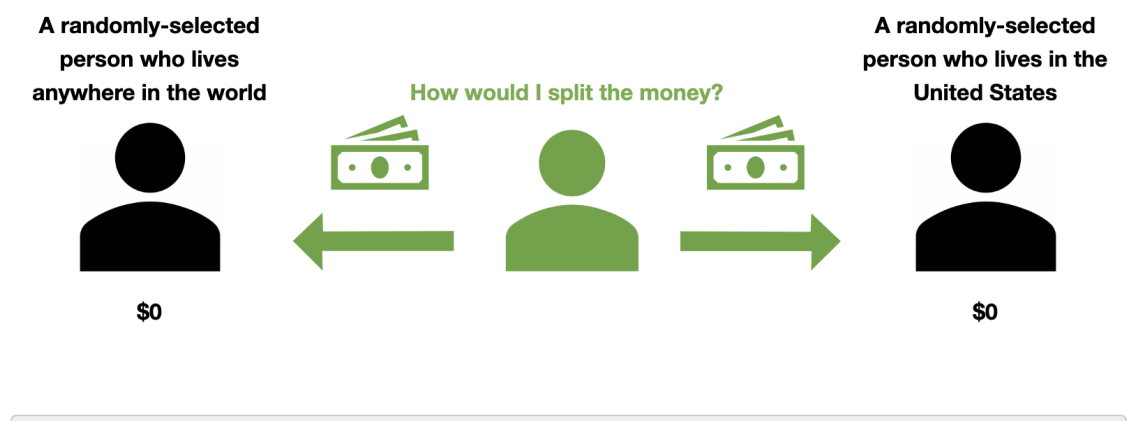 A randomly-selected
person who lives
anywhere in the world
How would I split the money?
A randomly-selected
person who lives in the
United States
$0
$0